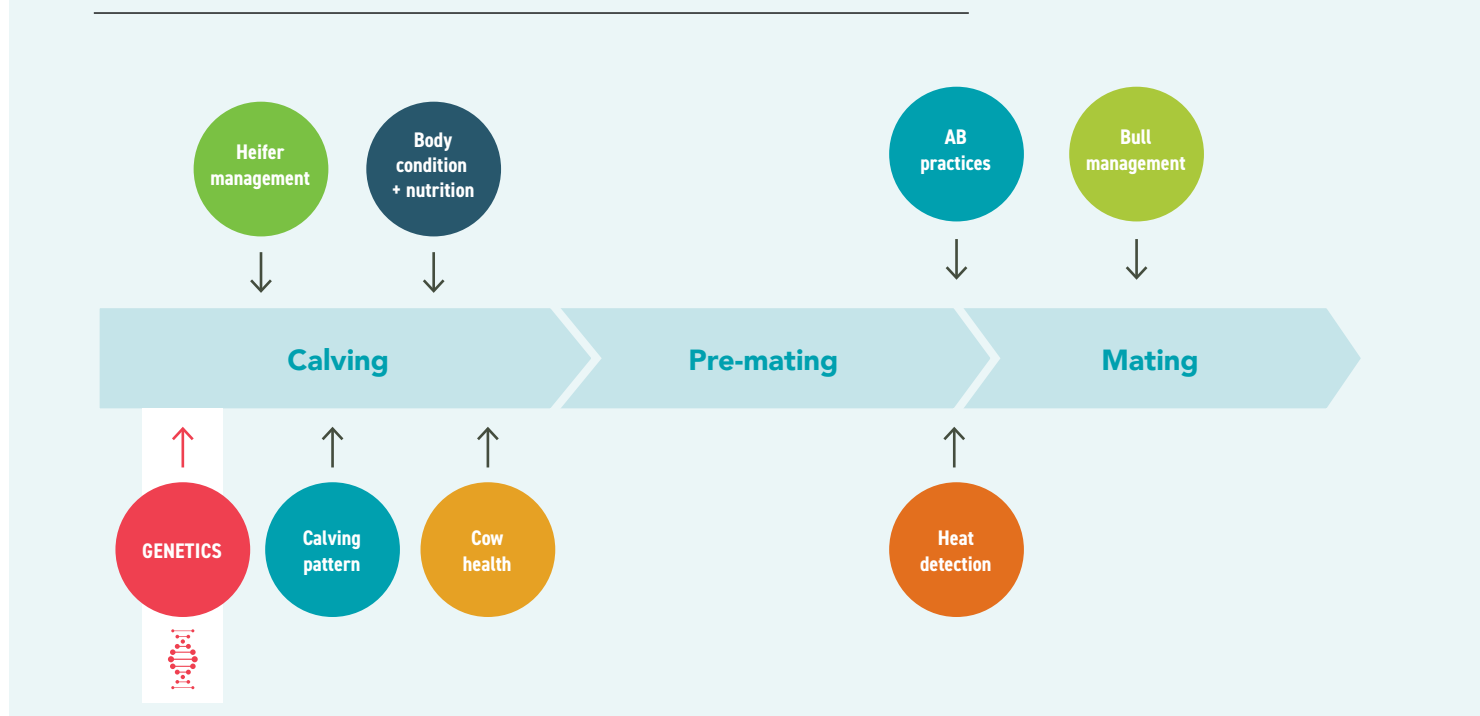 Heifer
management
Body
condition
+ nutrition
AB
practices
Bull
management
Calving
Pre-mating
Mating
GENETICS
Calving
pattern
Cow
health
Heat
detection